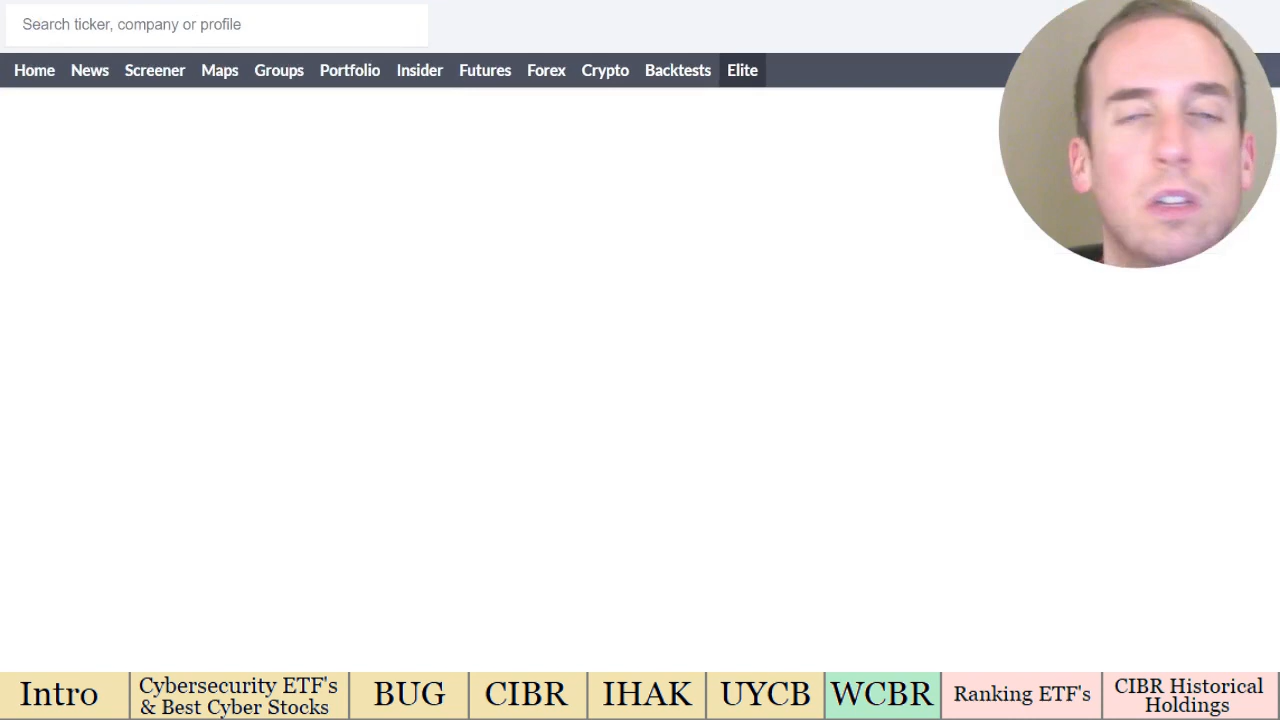 Search ticker, company or profile
Home News Screener Maps Groups Portfolio Insider Futures Forex Crypto Backtests Elite
Intro
Cybersecurity ETF's
& Best Cyber Stocks
BUG
CIBR
IHAK
UYCB
WCBR
Ranking ETF's
CIBR Historical
Holdings